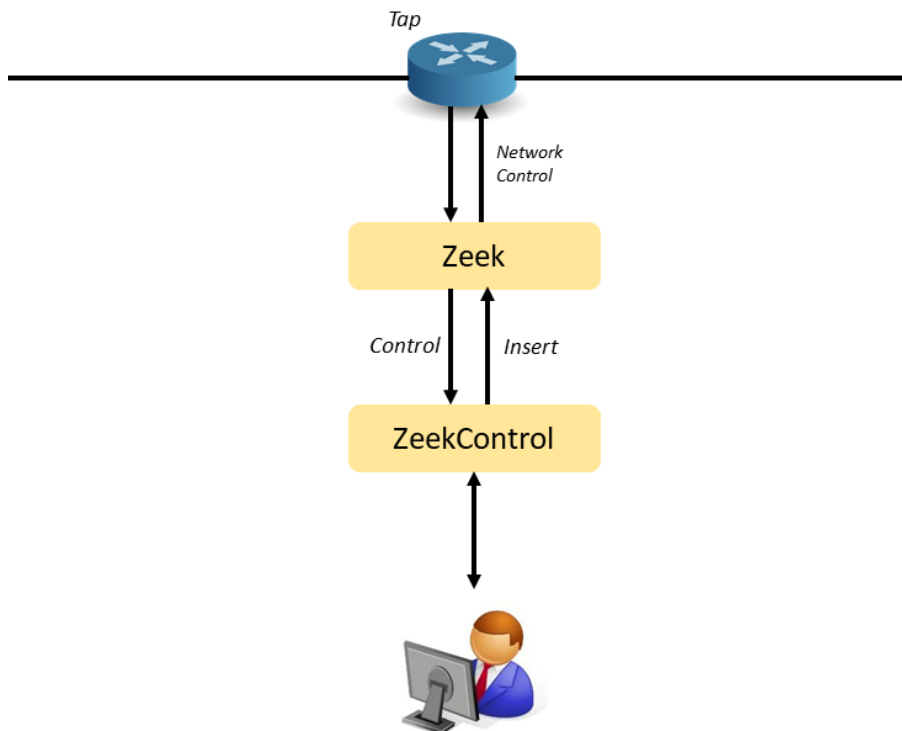 Tap
Network
Control
Zeek
Control
Insert
ZeekControl